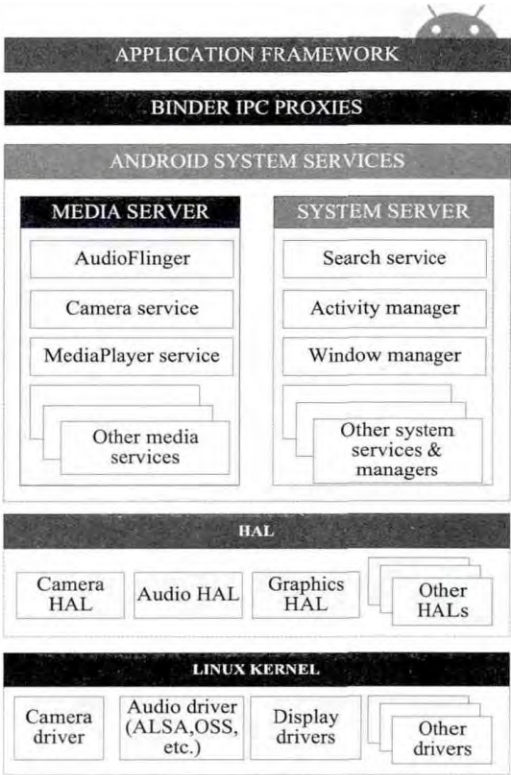 APPLICATION FRAMEWORK
BINDER IPC PROXIES
ANDROID SYSTEM SERVICES
MEDIA SERVER
AudioFlinger
Camera service
MediaPlayer service
Other media
services
SYSTEM SERVER
Search service
Activity manager
Window manager
Other system
services &
managers
HAL
Camera
HAL
Audio HAL
Graphics
HAL
Other
HALs
LINUX KERNEL
Camera
driver
Audio driver
(ALSA,OSS,
etc.)
Display
drivers
Other
drivers